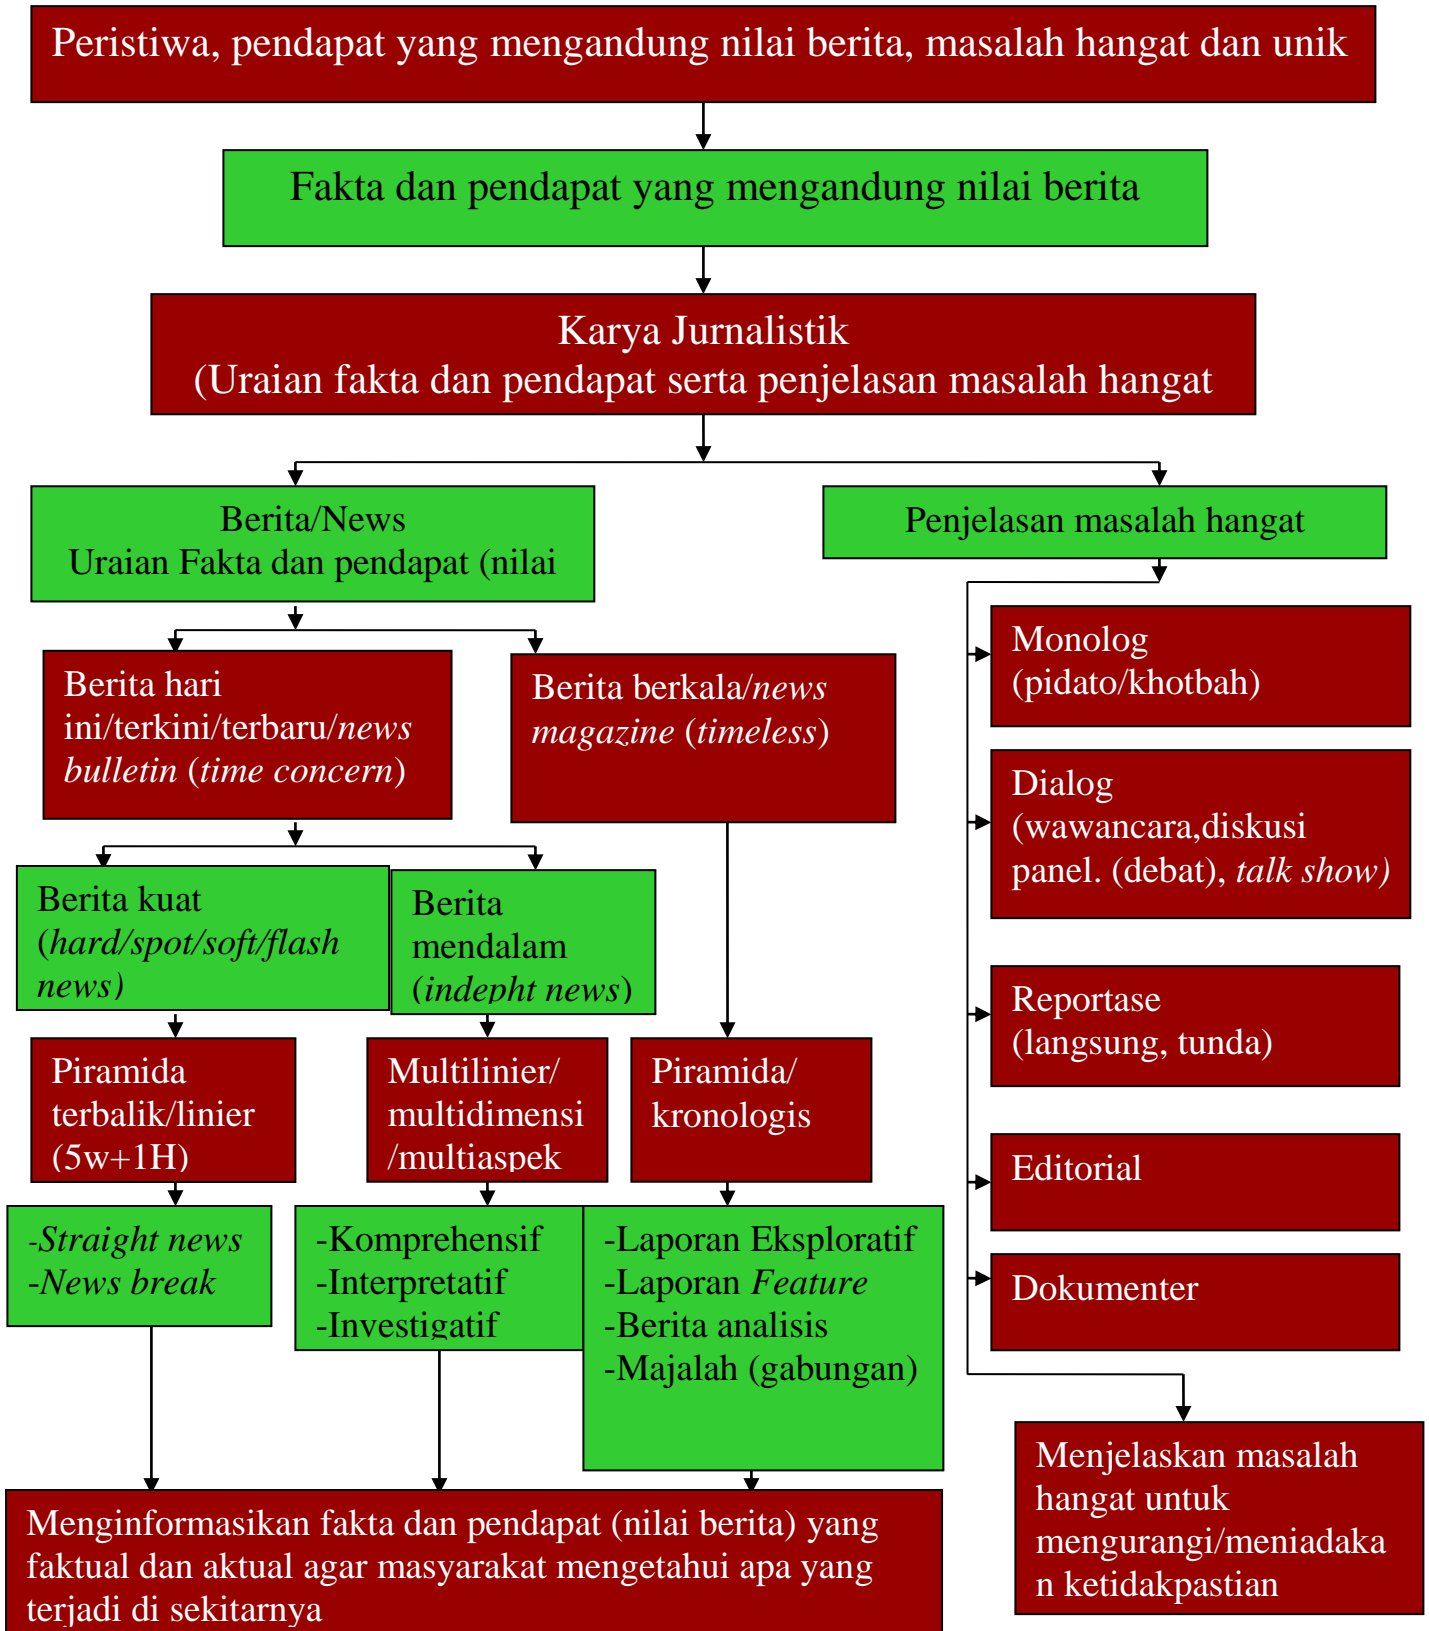 Peristiwa, pendapat yang mengandung nilai berita, masalah hangat dan unik
Fakta dan pendapat yang mengandung nilai berita
Karya Jurnalistik
(Uraian fakta dan pendapat serta penjelasan masalah hangat
Berita/News
Uraian Fakta dan pendapat (nilai
Penjelasan masalah hangat
Berita hari
ini/terkini/terbaru/news
bulletin (time concern)
Berita berkala/news
magazine (timeless)
Berita kuat
(hard/spot/soft/flash
news)
Berita
mendalam
(indepht news)
Piramida
terbalik/linier
(5w+1H)
Multilinier/
multidimensi
/multiaspek
Piramida/
kronologis
-Straight news
-News break
-Komprehensif
-Interpretatif
-Investigatif
-Laporan Eksploratif
-Laporan Feature
-Berita analisis
-Majalah (gabungan)
Menginformasikan fakta dan pendapat (nilai berita) yang
faktual dan aktual agar masyarakat mengetahui apa yang
terjadi di sekitarnya
Monolog
(pidato/khotbah)
Dialog
(wawancara,diskusi
panel. (debat), talk show)
Reportase
(langsung, tunda)
Editorial
Dokumenter
Menjelaskan masalah
hangat untuk
mengurangi/meniadaka
n ketidakpastian